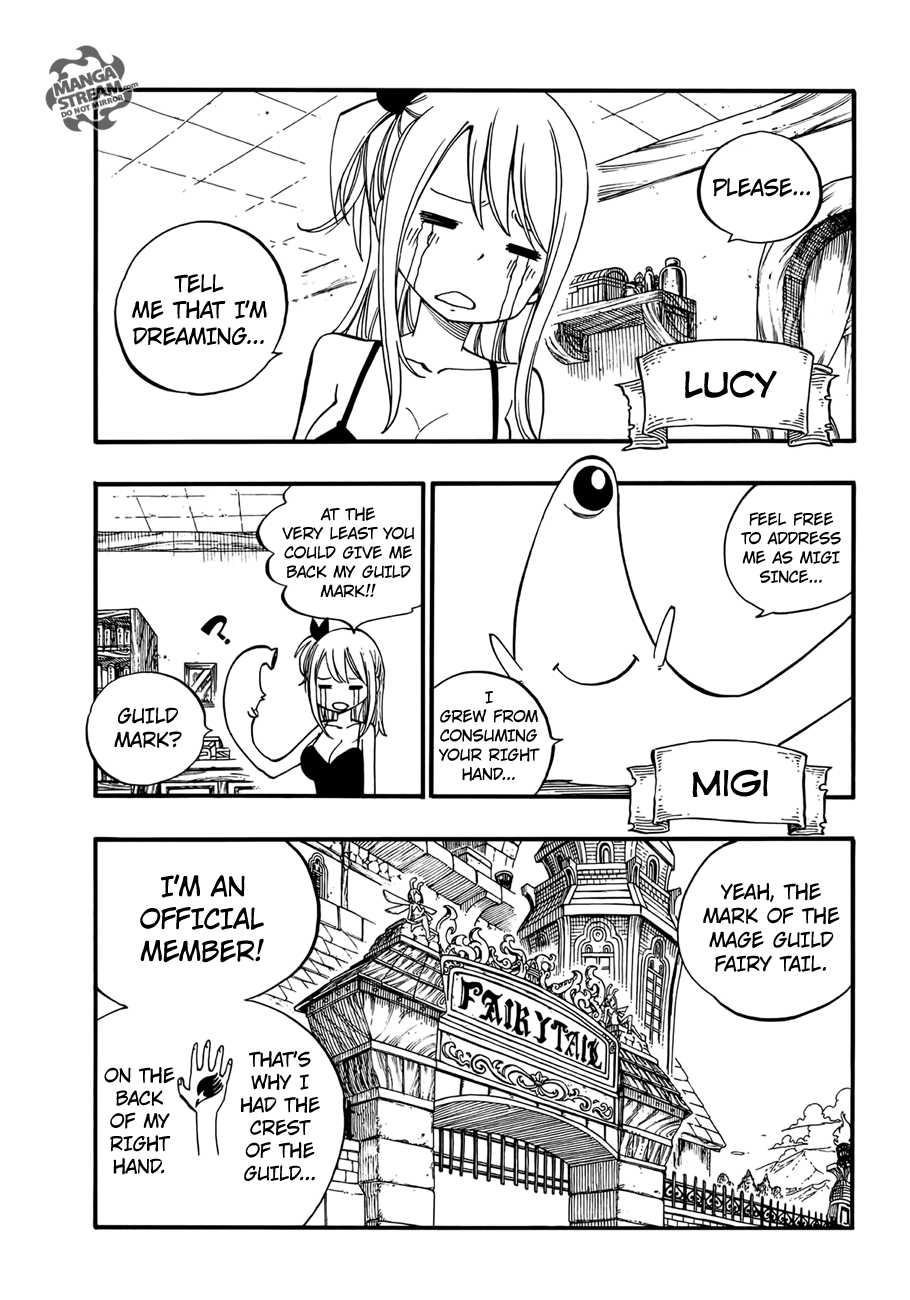 MANGA
STREAM.com
DO NOT MIRROR
PLEASE...
TELL
ME THAT I'M
DREAMING...
LUCY
FEEL FREE
TO ADDRESS
ME AS MIGI
SINCE...
I
GREW FROM
CONSUMING
YOUR RIGHT
HAND...
MIGI
AT THE
VERY LEAST YOU
COULD GIVE ME
BACK MY GUILD
MARK!!
?
GUILD
MARK?
YEAH, THE
MARK OF THE
MAGE GUILD
FAIRY TAIL.
FAIRY TAIL
I'M AN
OFFICIAL
MEMBER!
THAT'S
WHY I
HAD THE
CREST
OF THE
GUILD...
ON THE
BACK
OF MY
RIGHT
HAND.